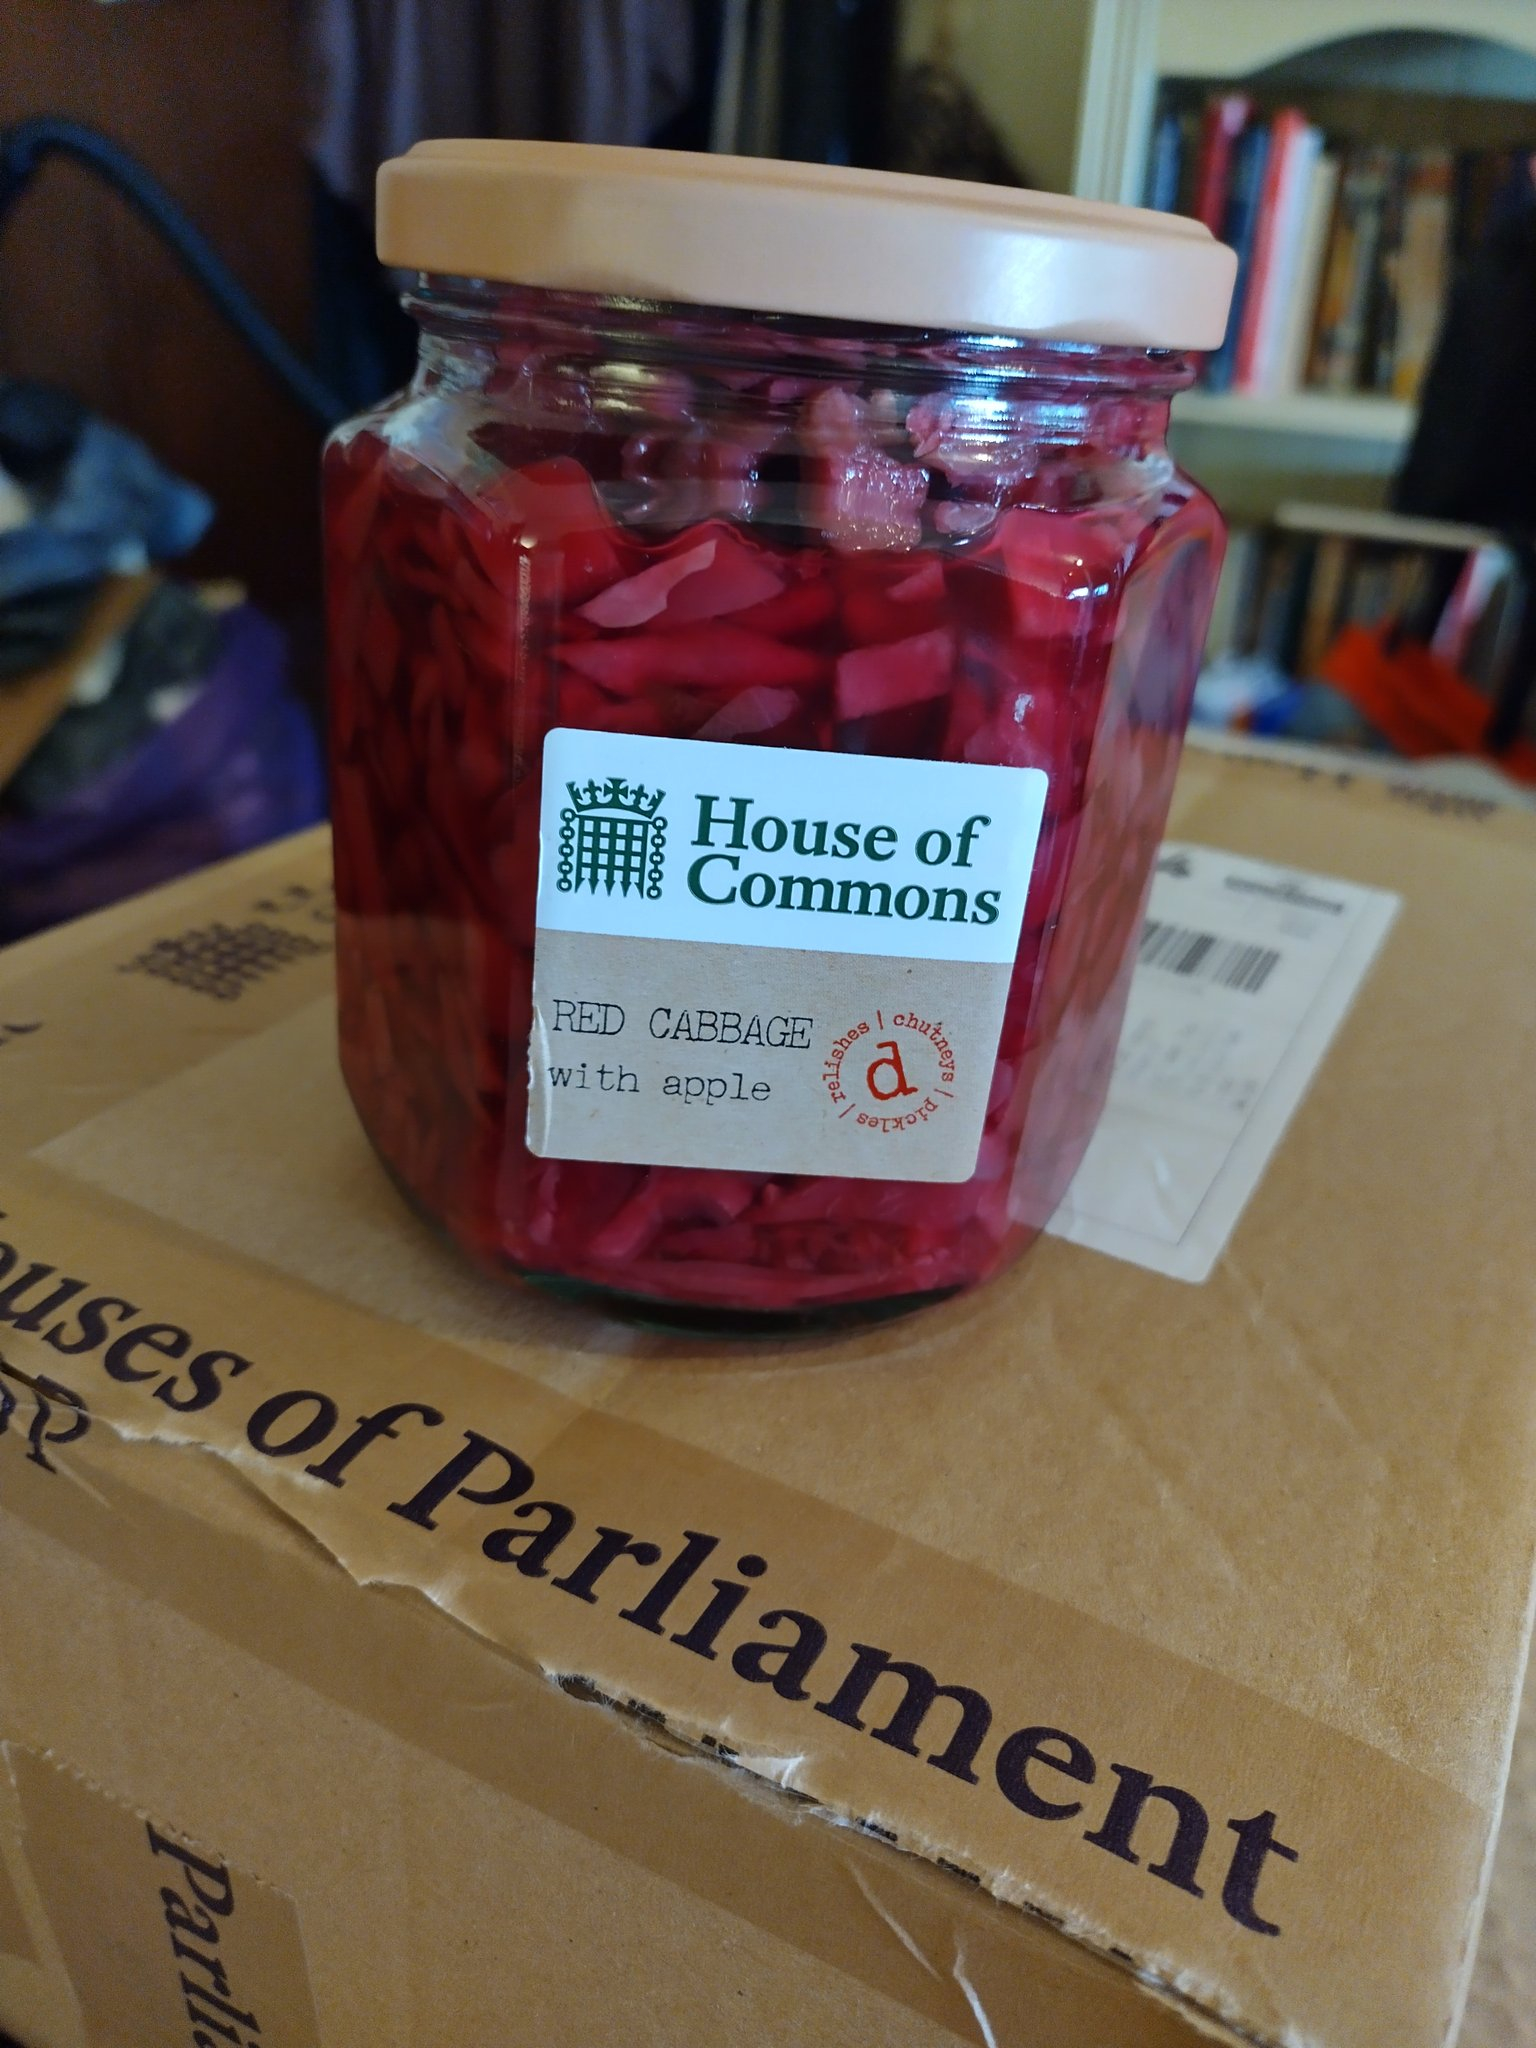 House of
Commons
RED CABBAGE
with apple
relishes | chutneys | pickles |
d
ouses of Parliament
Parli